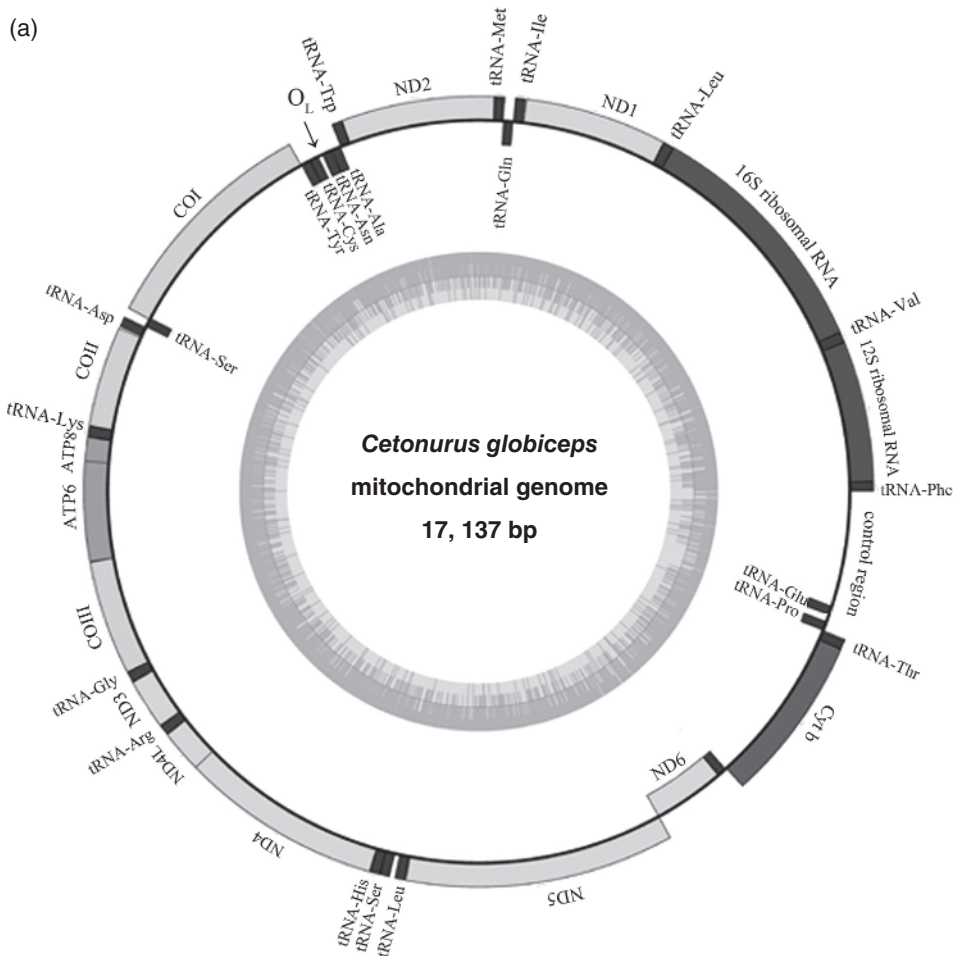 (a)
tRNA-Met
tRNA-Ile
tRNA-Trp
ND2
ND1
tRNA-Leu
OL
tRNA-Gln
16S ribosomal RNA
COI
tRNA-Ala
tRNA-Asn
tRNA-Cys
tRNA-Tyr
tRNA-Asp
tRNA-Ser
tRNA-Val
COII
12S ribosomal RNA
tRNA-Lys
ATP8
ATP6
Cetonurus globiceps
mitochondrial genome
17, 137 bp
tRNA-Phe
control region
tRNA-Glu
tRNA-Pro
tRNA-Thr
COIII
tRNA-Gly
ND3
tRNA-Arg
ND4L
Cyt b
ND6
ND4
tRNA-His
tRNA-Ser
tRNA-Leu
ND5